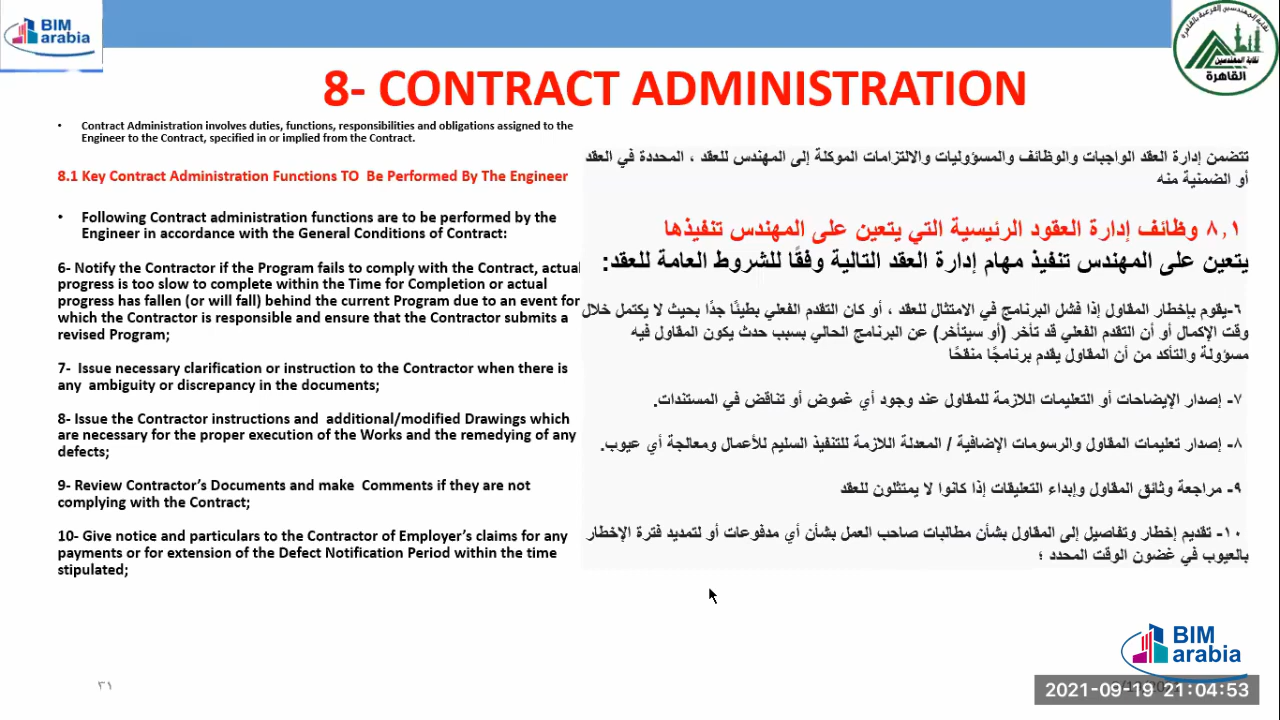 BIM
arabia
نقابة المهندسين الفرعية بالقاهرة
نقابة المهندسين
القاهرة
8- CONTRACT ADMINISTRATION
• Contract Administration involves duties, functions, responsibilities and obligations assigned to the
Engineer to the Contract, specified in or implied from the Contract.
8.1 Key Contract Administration Functions TO Be Performed By The Engineer
• Following Contract administration functions are to be performed by the
Engineer in accordance with the General Conditions of Contract:
6- Notify the Contractor if the Program fails to comply with the Contract, actual
progress is too slow to complete within the Time for Completion or actual
progress has fallen (or will fall) behind the current Program due to an event for
which the Contractor is responsible and ensure that the Contractor submits a
revised Program;
7- Issue necessary clarification or instruction to the Contractor when there is
any ambiguity or discrepancy in the documents;
8- Issue the Contractor instructions and additional/modified Drawings which
are necessary for the proper execution of the Works and the remedying of any
defects;
9- Review Contractor's Documents and make Comments if they are not
complying with the Contract;
10- Give notice and particulars to the Contractor of Employer's claims for any
payments or for extension of the Defect Notification Period within the time
stipulated;
تتضمن إدارة العقد الواجبات والوظائف والمسؤوليات والالتزامات الموكلة إلى المهندس للعقد ، المحددة في العقد
أو الضمنية منه
٨,١ وظائف إدارة العقود الرئيسية التي يتعين على المهندس تنفيذها
يتعين على المهندس تنفيذ مهام إدارة العقد التالية وفقًا للشروط العامة للعقد:
٦-يقوم بإخطار المقاول إذا فشل البرنامج في الامتثال للعقد ، أو كان التقدم الفعلي بطيئًا جدًا بحيث لا يكتمل خلال
وقت الإكمال أو أن التقدم الفعلي قد تأخر (أو سيتأخر) عن البرنامج الحالي بسبب حدث يكون المقاول فيه
مسؤولة والتأكد من أن المقاول يقدم برنامجًا منقحًا
٧- إصدار الإيضاحات أو التعليمات اللازمة للمقاول عند وجود أي غموض أو تناقض في المستندات.
٨- إصدار تعليمات المقاول والرسومات الإضافية / المعدلة اللازمة للتنفيذ السليم للأعمال ومعالجة أي عيوب.
٩- مراجعة وثائق المقاول وإبداء التعليقات إذا كانوا لا يمتثلون للعقد
١٠- تقديم إخطار وتفاصيل إلى المقاول بشأن مطالبات صاحب العمل بشأن أي مدفوعات أو لتمديد فترة الإخطار
بالعيوب في غضون الوقت المحدد ؛
BIM
arabia
٣١
2021-09-19 21:04:53